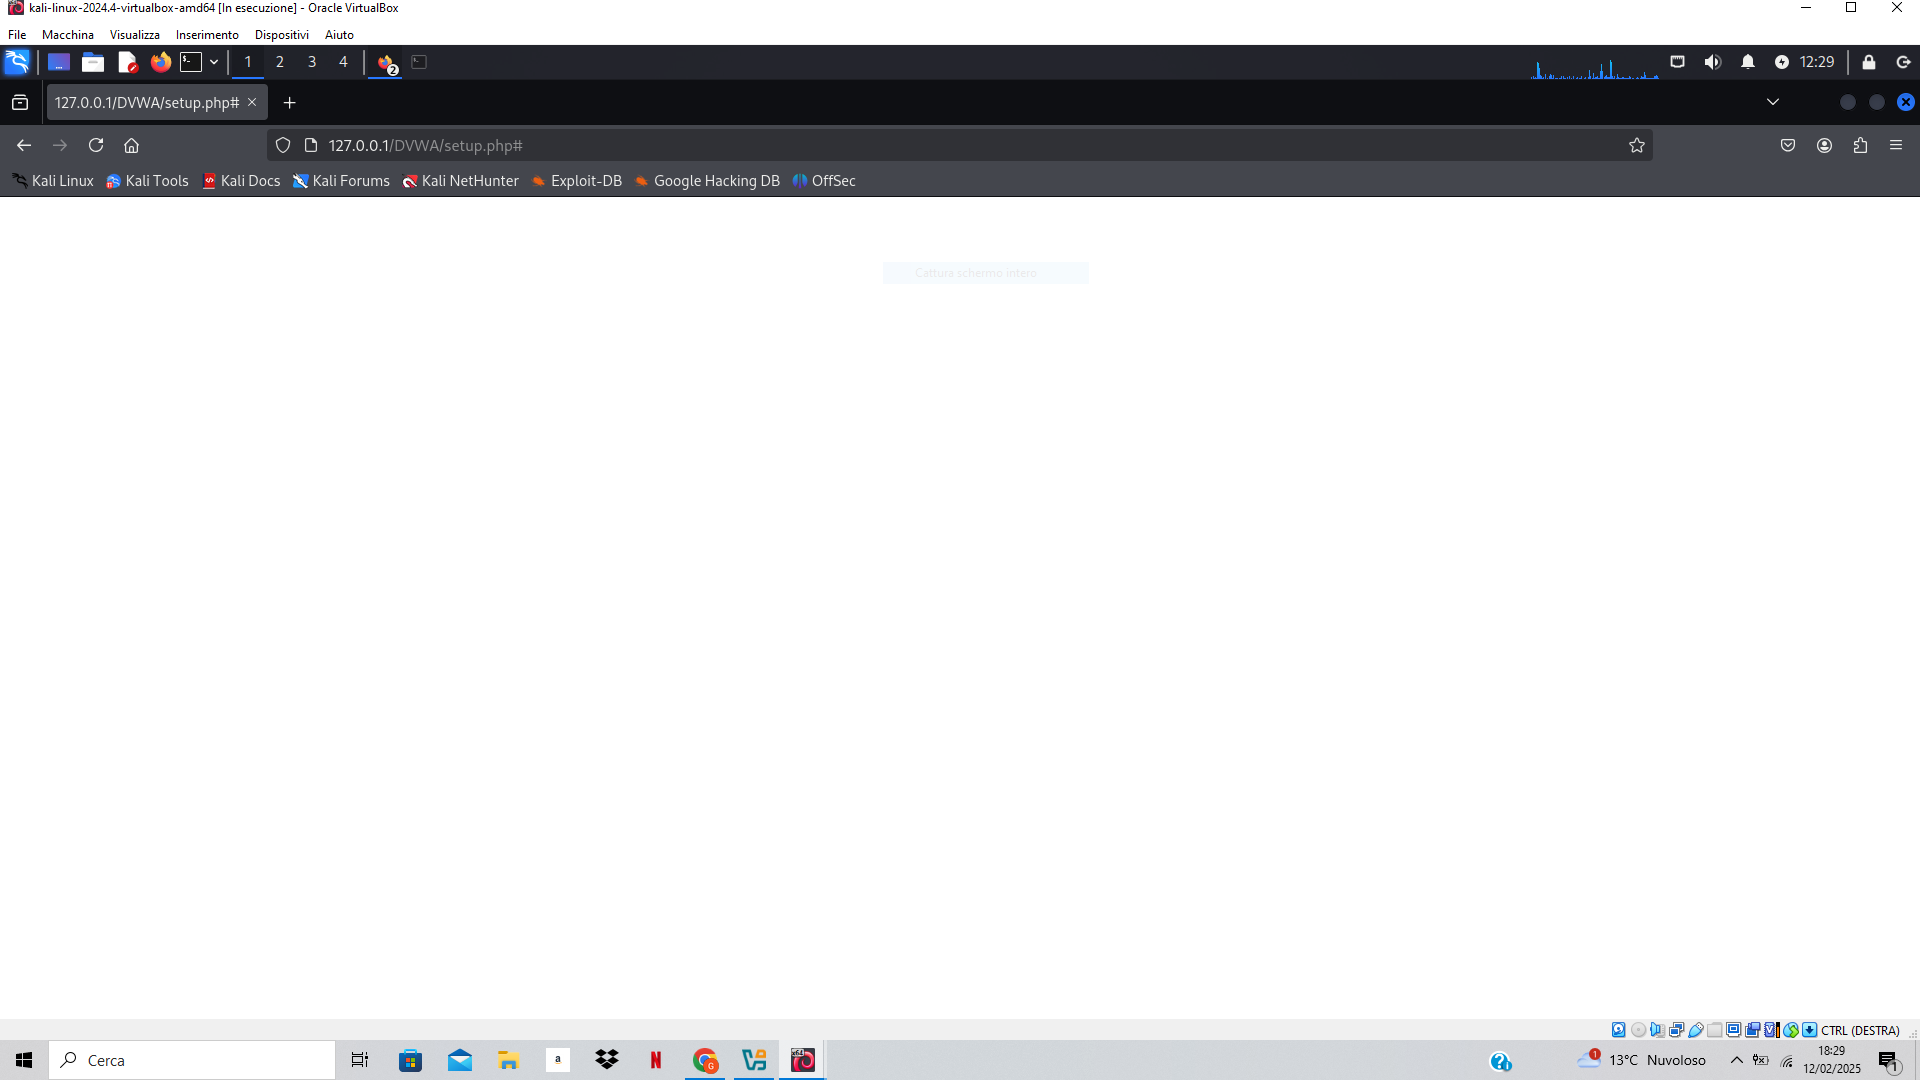 kali-linux-2024.4-virtualbox-amd64 [In esecuzione] - Oracle VirtualBox
File Macchina Visualizza Inserimento Dispositivi Aiuto
1 2 3 4 2 12:29
127.0.0.1/DVWA/setup.php#
127.0.0.1/DVWA/setup.php#
Kali Linux Kali Tools Kali Docs Kali Forums Kali NetHunter Exploit-DB Google Hacking DB OffSec
Cattura schermo intero
CTRL (DESTRA)
Cerca a N G 1 13°C Nuvoloso 18:29 1
12/02/2025